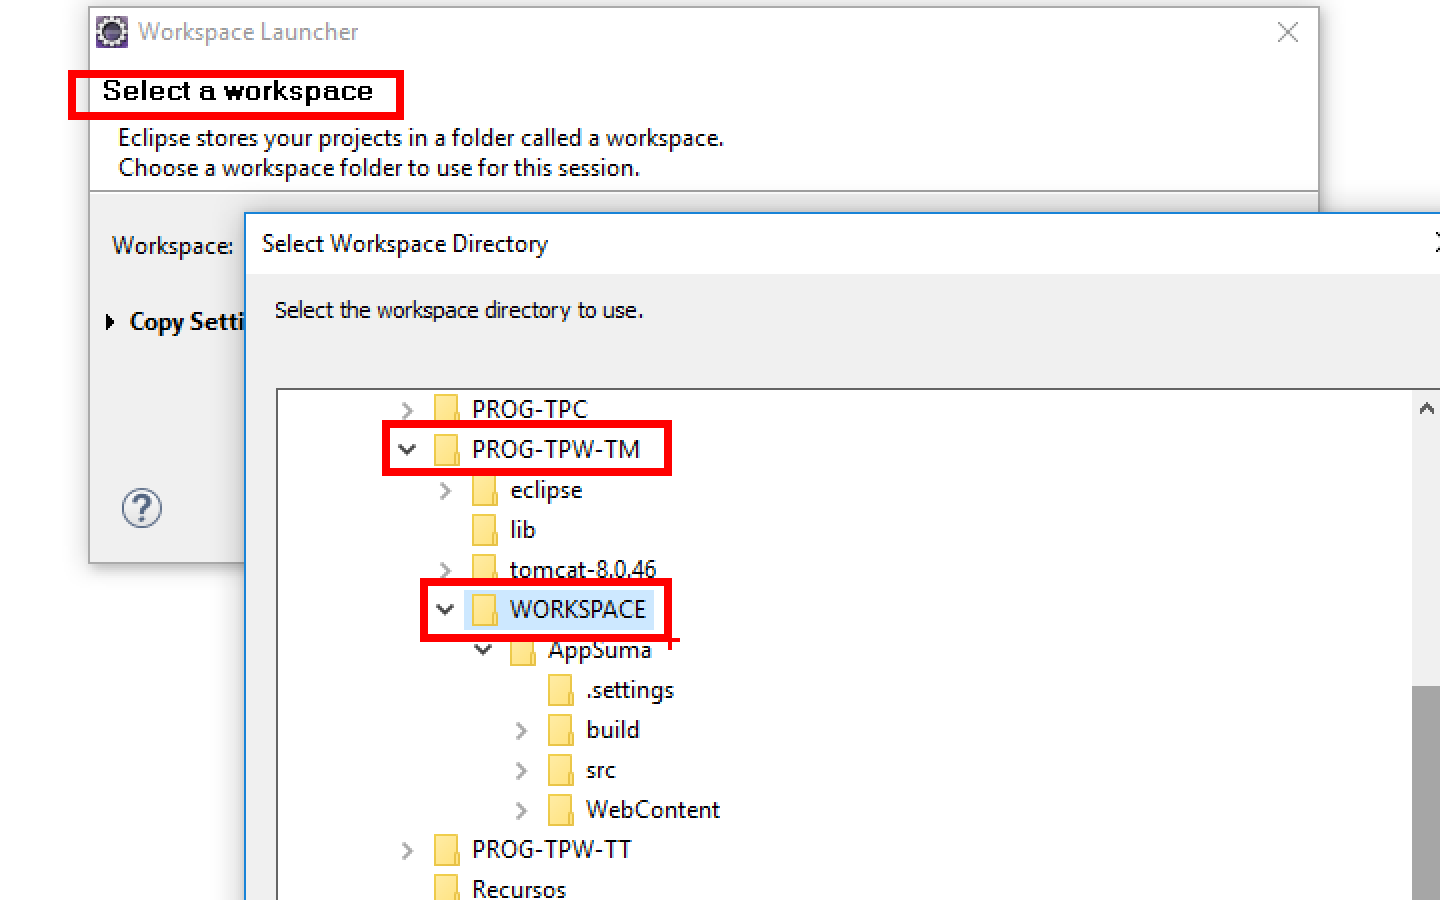 Workspace Launcher
Select a workspace
Eclipse stores your projects in a folder called a workspace.
Choose a workspace folder to use for this session.
Workspace:
Select Workspace Directory
Select the workspace directory to use.
Copy Setti
PROG-TPC
PROG-TPW-TM
eclipse
lib
tomcat-8.0.46
WORKSPACE
AppSuma
.settings
build
src
WebContent
PROG-TPW-TT
Recursos